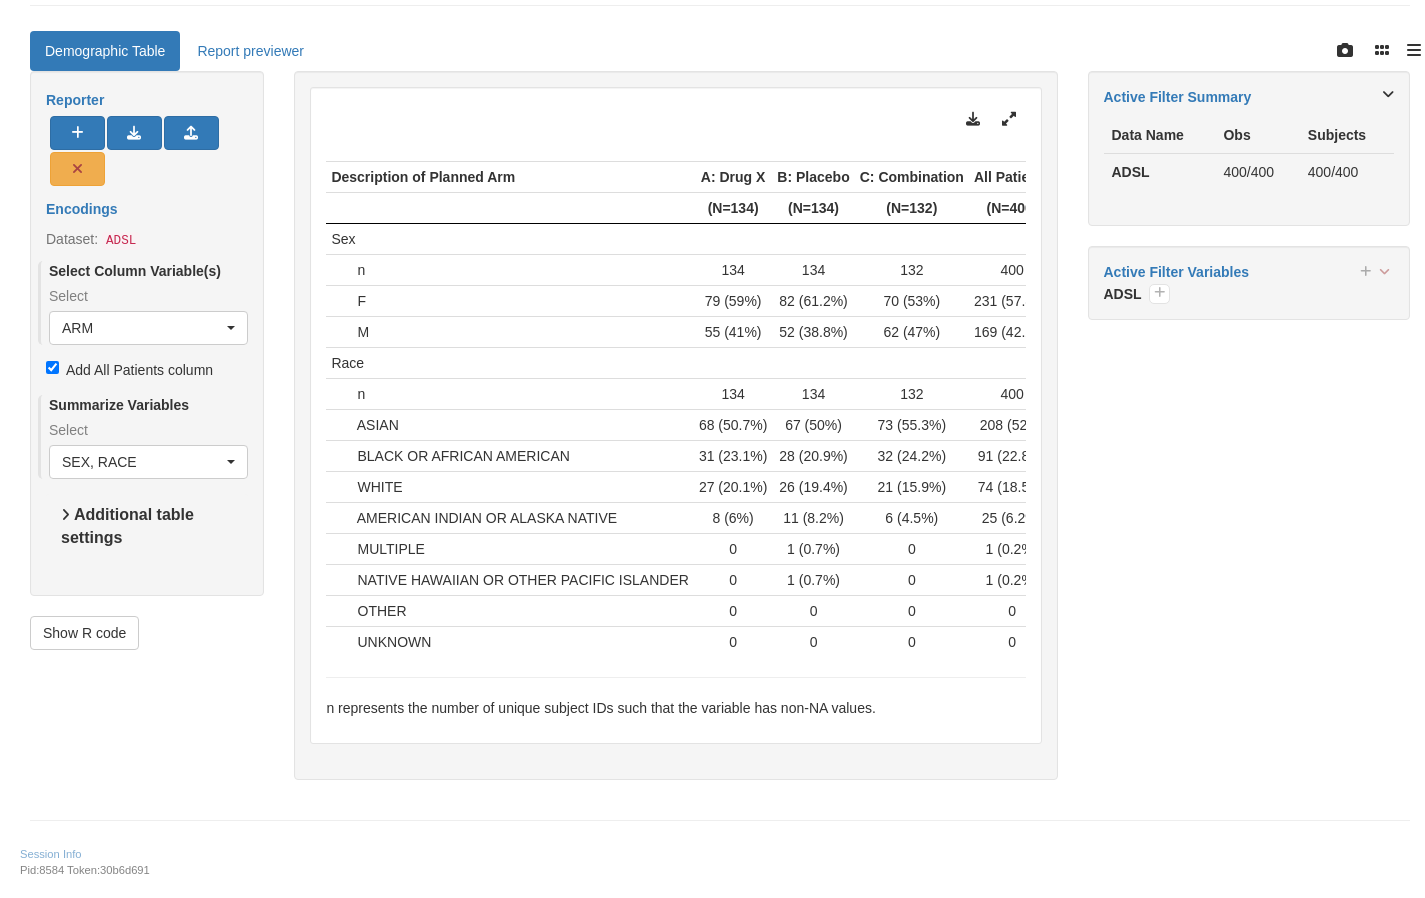 Demographic Table Report previewer
Reporter
Encodings
Dataset: ADSL
Select Column Variable(s)
Select
ARM
Add All Patients column
Summarize Variables
Select
SEX, RACE
Additional table
settings
Show R code
Description of Planned Arm A: Drug X B: Placebo C: Combination All Patie
(N=134) (N=134) (N=132) (N=40
Sex
n 134 134 132 400
F 79 (59%) 82 (61.2%) 70 (53%) 231 (57.
M 55 (41%) 52 (38.8%) 62 (47%) 169 (42.
Race
n 134 134 132 400
ASIAN 68 (50.7%) 67 (50%) 73 (55.3%) 208 (52
BLACK OR AFRICAN AMERICAN 31 (23.1%) 28 (20.9%) 32 (24.2%) 91 (22.8
WHITE 27 (20.1%) 26 (19.4%) 21 (15.9%) 74 (18.5
AMERICAN INDIAN OR ALASKA NATIVE 8 (6%) 11 (8.2%) 6 (4.5%) 25 (6.2%
MULTIPLE 0 1 (0.7%) 0 1 (0.2%
NATIVE HAWAIIAN OR OTHER PACIFIC ISLANDER 0 1 (0.7%) 0 1 (0.2%
OTHER 0 0 0 0
UNKNOWN 0 0 0 0
n represents the number of unique subject IDs such that the variable has non-NA values.
Active Filter Summary
Data Name Obs Subjects
ADSL 400/400 400/400
Active Filter Variables
ADSL
Session Info
Pid:8584 Token:30b6d691